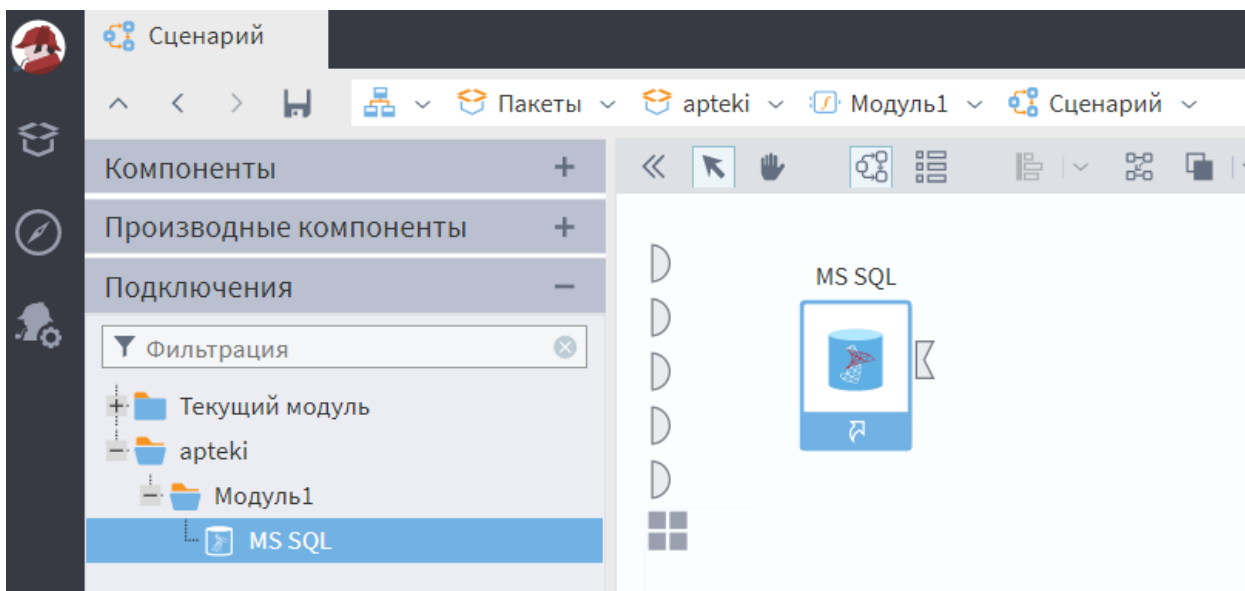 Сценарий
Пакеты apteki Модуль1 Сценарий
Компоненты
Производные компоненты
Подключения
Фильтрация
Текущий модуль
apteki
Модуль1
MS SQL
MS SQL